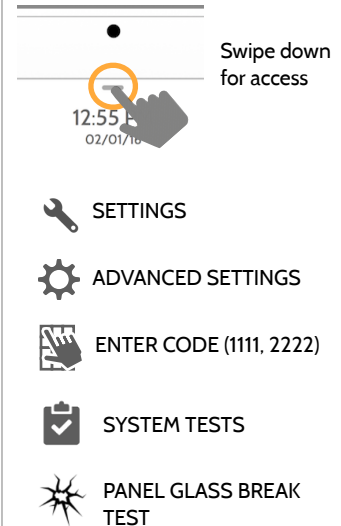 Swipe down
for access
12:55
02/01/18
SETTINGS
ADVANCED SETTINGS
ENTER CODE (1111, 2222)
SYSTEM TESTS
PANEL GLASS BREAK
TEST